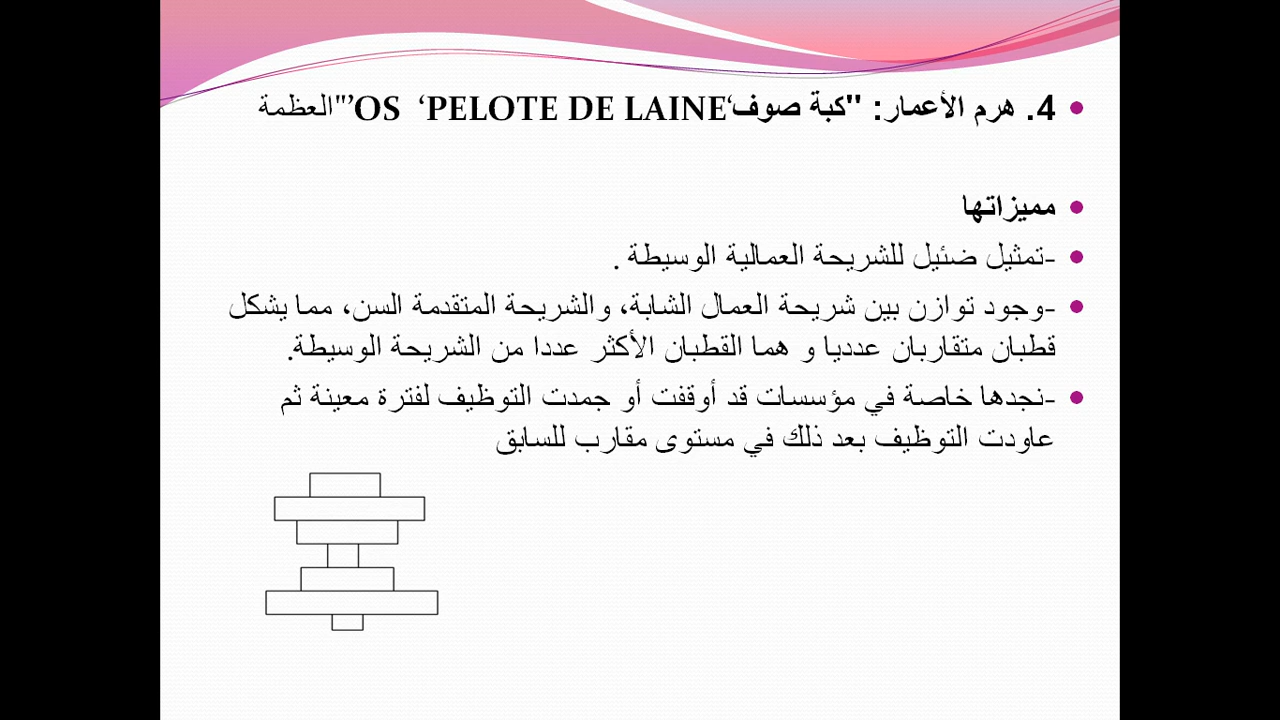 4. هرم الأعمار: "كبة صوف‘PELOTE DE LAINE‘ OS’"العظمة
مميزاتها
-تمثيل ضئيل للشريحة العمالية الوسيطة .
-وجود توازن بين شريحة العمال الشابة، والشريحة المتقدمة السن، مما يشكل
قطبان متقاربان عدديا و هما القطبان الأكثر عددا من الشريحة الوسيطة.
-نجدها خاصة في مؤسسات قد أوقفت أو جمدت التوظيف لفترة معينة ثم
عاودت التوظيف بعد ذلك في مستوى مقارب للسابق